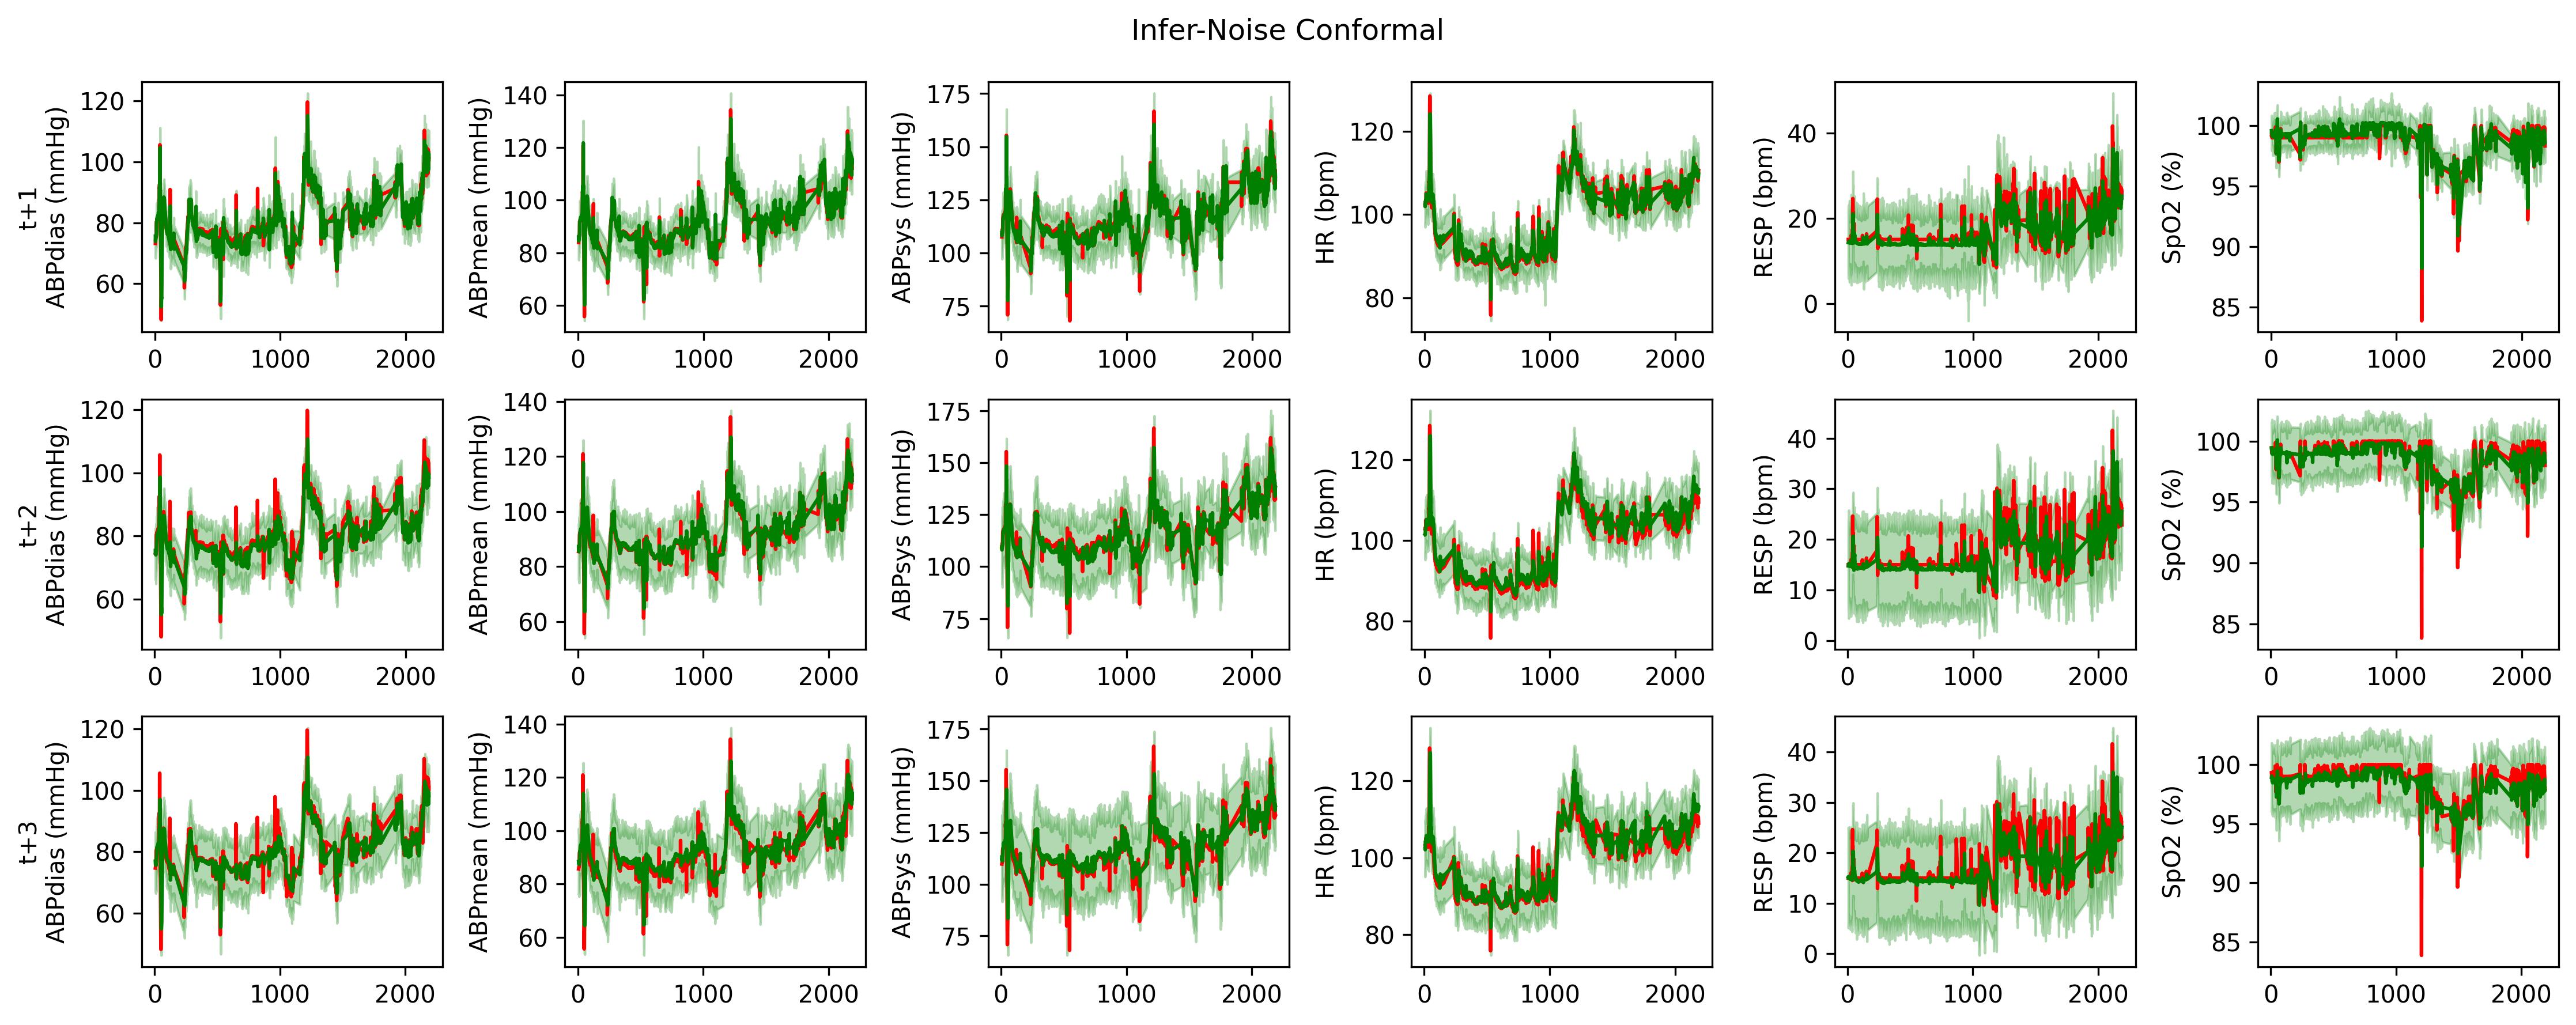 Infer-Noise Conformal
t+1
ABPdias (mmHg)
120
100
80
60
0 1000 2000
ABPmean (mmHg)
140
120
100
80
60
0 1000 2000
ABPsys (mmHg)
175
150
125
100
75
0 1000 2000
HR (bpm)
120
100
80
0 1000 2000
RESP (bpm)
40
20
0
0 1000 2000
SpO2 (%)
100
95
90
85
0 1000 2000
t+2
ABPdias (mmHg)
120
100
80
60
0 1000 2000
ABPmean (mmHg)
140
120
100
80
60
0 1000 2000
ABPsys (mmHg)
175
150
125
100
75
0 1000 2000
HR (bpm)
120
100
80
0 1000 2000
RESP (bpm)
40
30
20
10
0
0 1000 2000
SpO2 (%)
100
95
90
85
0 1000 2000
t+3
ABPdias (mmHg)
120
100
80
60
0 1000 2000
ABPmean (mmHg)
140
120
100
80
60
0 1000 2000
ABPsys (mmHg)
175
150
125
100
75
0 1000 2000
HR (bpm)
120
100
80
0 1000 2000
RESP (bpm)
40
30
20
10
0
0 1000 2000
SpO2 (%)
100
95
90
85
0 1000 2000